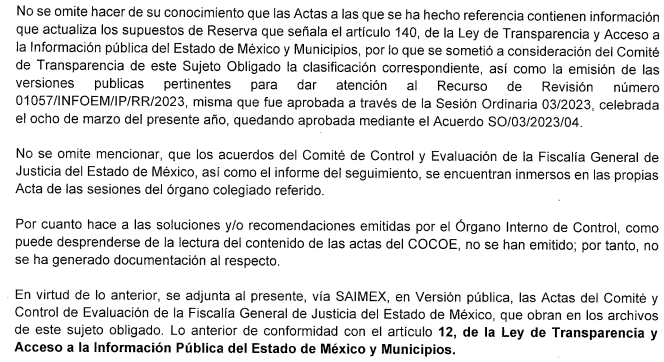 No se omite hacer de su conocimiento que las Actas a las que se ha hecho referencia contienen información
que actualiza los supuestos de Reserva que señala el artículo 140, de la Ley de Transparencia y Acceso a
la Información pública del Estado de México y Municipios, por lo que se sometió a consideración del Comité
de Transparencia de este Sujeto Obligado la clasificación correspondiente, así como la emisión de las
versiones publicas pertinentes para dar atención al Recurso de Revisión número
01057/INFOEM/IP/RR/2023, misma que fue aprobada a través de la Sesión Ordinaria 03/2023, celebrada
el ocho de marzo del presente año, quedando aprobada mediante el Acuerdo SO/03/2023/04.
No se omite mencionar, que los acuerdos del Comité de Control y Evaluación de la Fiscalía General de
Justicia del Estado de México, así como el informe del seguimiento, se encuentran inmersos en las propias
Acta de las sesiones del órgano colegiado referido.
Por cuanto hace a las soluciones y/o recomendaciones emitidas por el Órgano Interno de Control, como
puede desprenderse de la lectura del contenido de las actas del COCOE, no se han emitido; por tanto, no
se ha generado documentación al respecto.
En virtud de lo anterior, se adjunta al presente, vía SAIMEX, en Versión pública, las Actas del Comité y
Control de Evaluación de la Fiscalía General de Justicia del Estado de México, que obran en los archivos
de este sujeto obligado. Lo anterior de conformidad con el artículo 12, de la Ley de Transparencia y
Acceso a la Información Pública del Estado de México y Municipios.